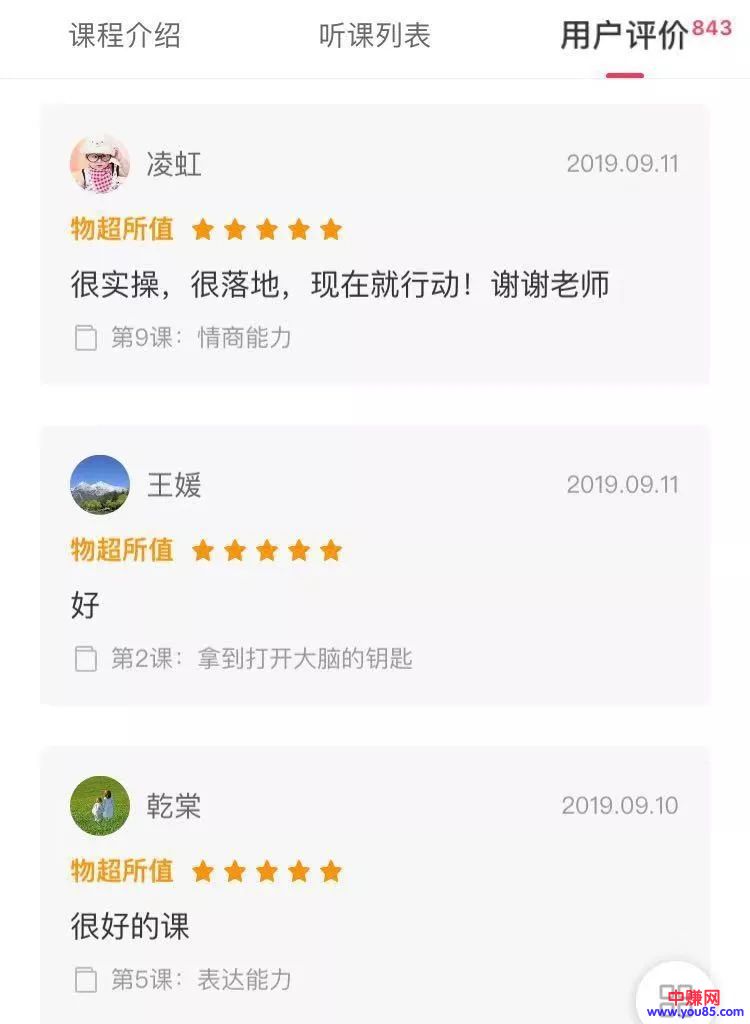 课程介绍 听课列表 用户评价843
凌虹 2019.09.11
物超所值
很实操，很落地，现在就行动！谢谢老师
第9课：情商能力
王媛 2019.09.11
物超所值
好
第2课：拿到打开大脑的钥匙
乾棠 2019.09.10
物超所值
很好的课
第5课：表达能力
中赚网
www.you85.com